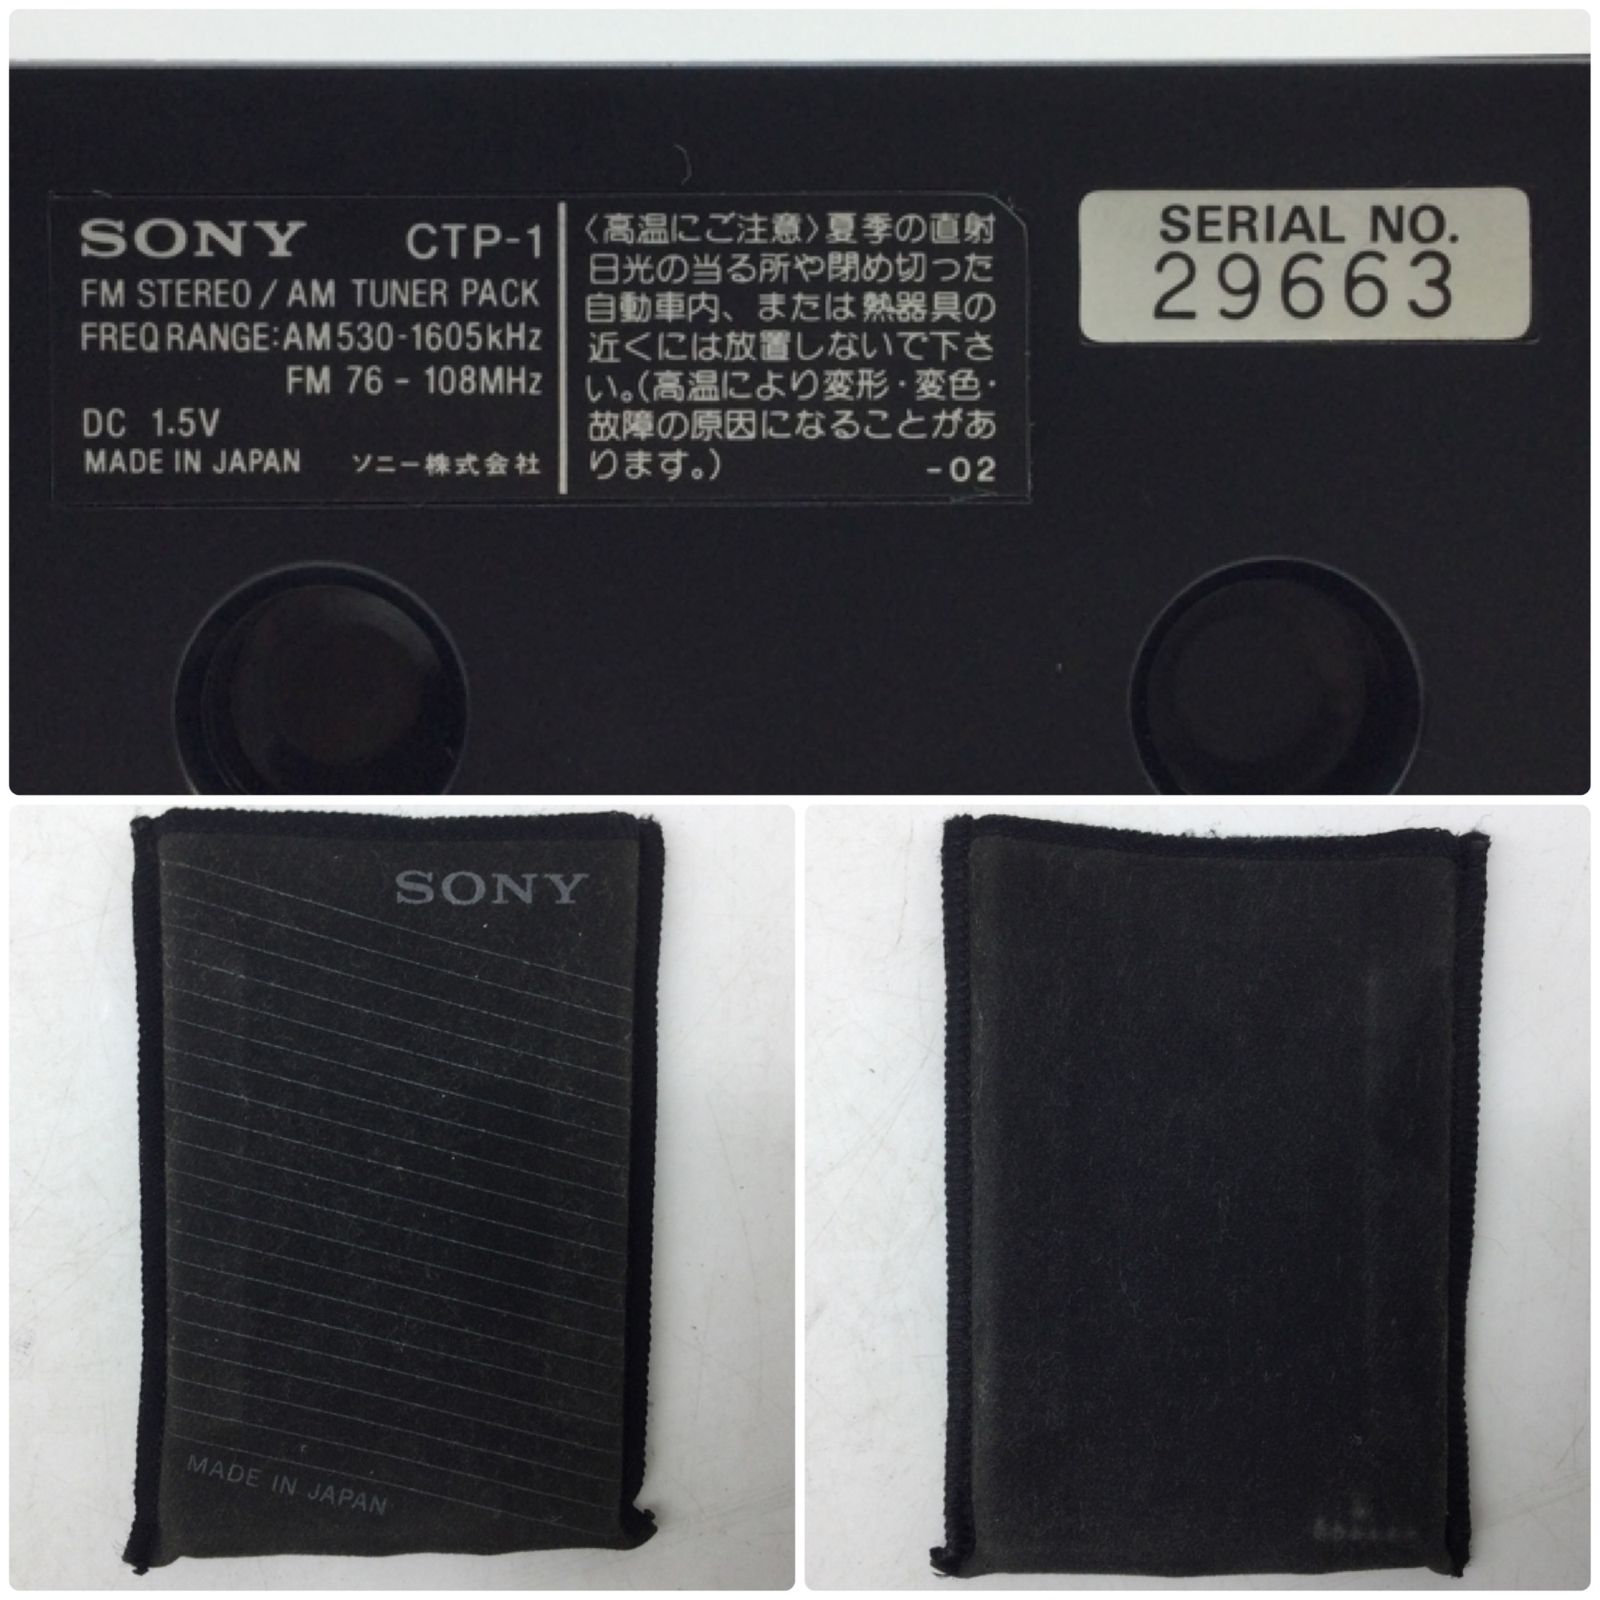 SONY CTP-1
FM STEREO / AM TUNER PACK
FREQ RANGE: AM 530-1605kHz
FM 76 - 108MHz
DC 1.5V
MADE IN JAPAN ソニー株式会社
〈高温にご注意〉夏季の直射
日光の当る所や閉め切った
自動車内、または熱器具の
近くには放置しないで下さ
い。(高温により変形・変色・
故障の原因になることがあ
ります。) -02
SERIAL NO.
29663
SONY
MADE IN JAPAN